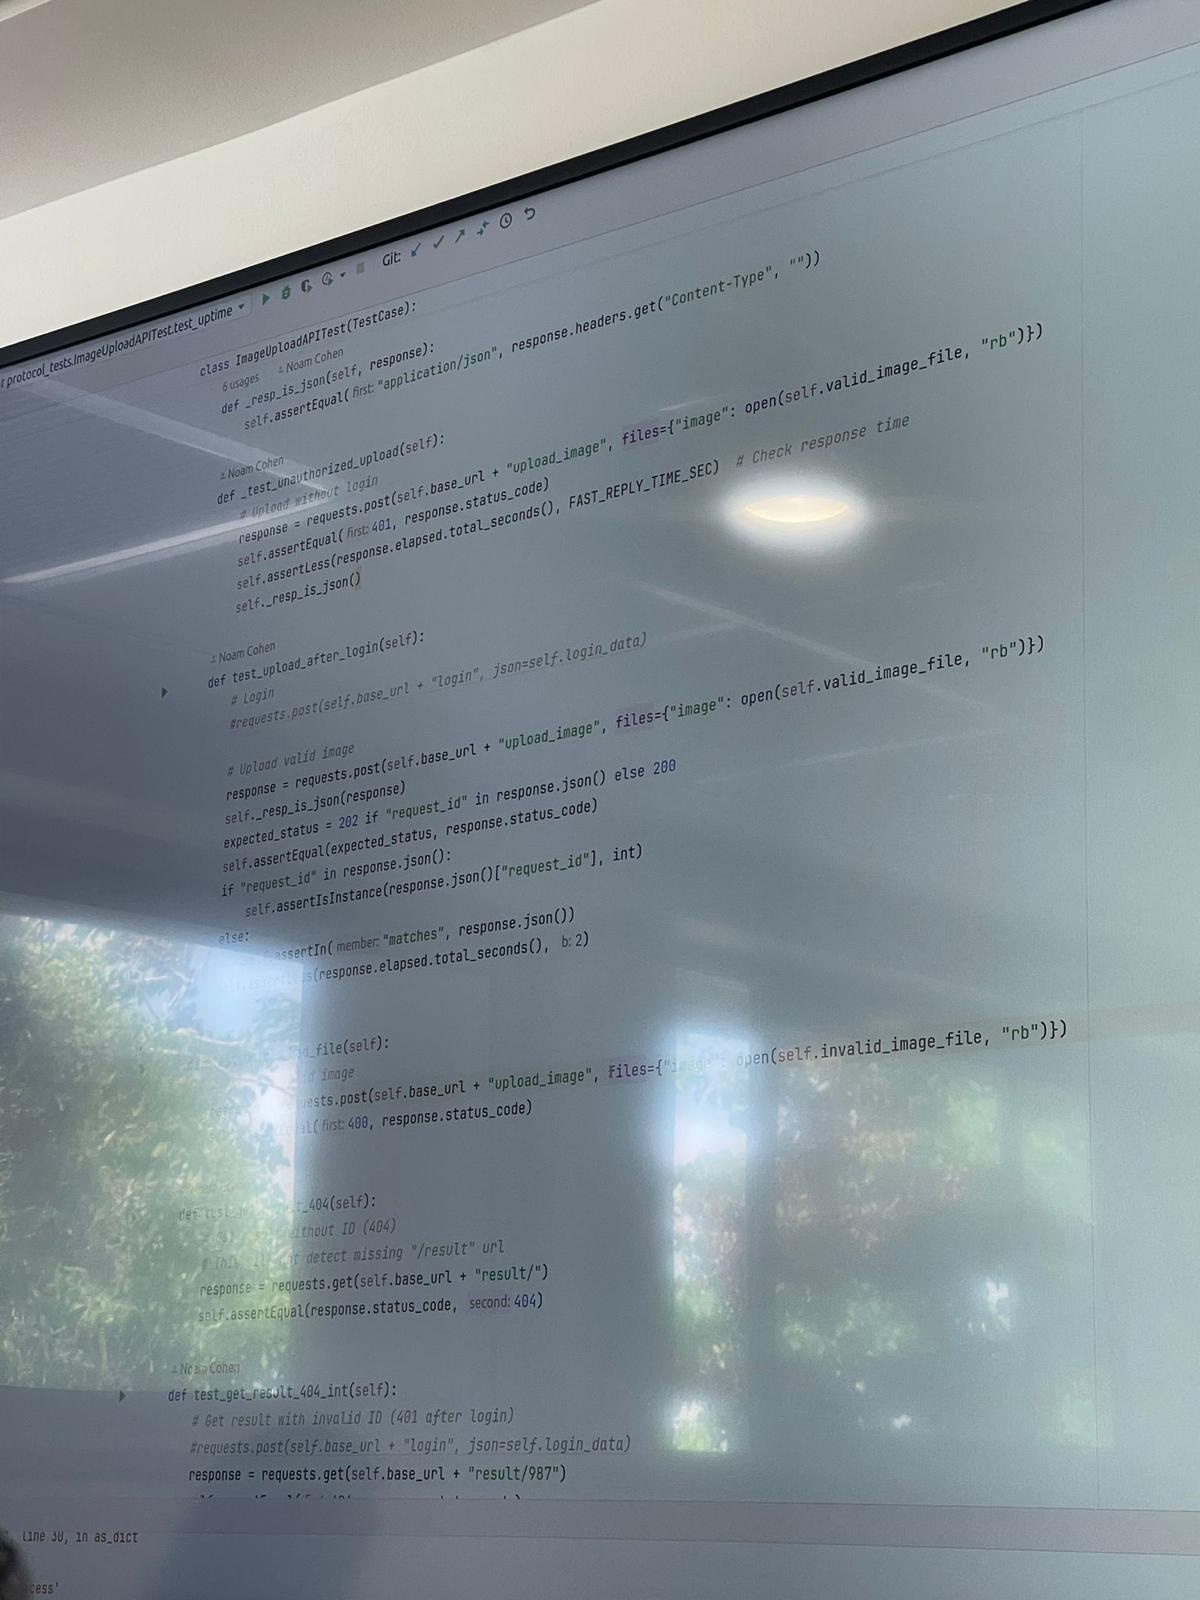 protocol_tests.ImageUploadAPITest.test_uptime
Git:
class ImageUploadAPITest(TestCase):
6 usages Noam Cohen
def _resp_is_json(self, response):
self.assertEqual( first: "application/json", response.headers.get("Content-Type", ""))
Noam Cohen
def _test_unauthorized_upload(self):
# Upload without login
response = requests.post(self.base_url + "upload_image", files={"image": open(self.valid_image_file, "rb")})
self.assertEqual( first: 401, response.status_code)
self.assertLess(response.elapsed.total_seconds(), FAST_REPLY_TIME_SEC) # Check response time
self._resp_is_json()
Noam Cohen
def test_upload_after_login(self):
# Login
#requests.post(self.base_url + "login", json=self.login_data)
# Upload valid image
response = requests.post(self.base_url + "upload_image", files={"image": open(self.valid_image_file, "rb")})
self._resp_is_json(response)
expected_status = 202 if "request_id" in response.json() else 200
self.assertEqual(expected_status, response.status_code)
if "request_id" in response.json():
self.assertIsInstance(response.json()["request_id"], int)
else:
assertIn( member: "matches", response.json())
(response.elapsed.total_seconds(), b: 2)
_file(self):
image
.post(self.base_url + "upload_image", files={"image": open(self.invalid_image_file, "rb")})
( first: 400, response.status_code)
def _404(self):
ithout ID (404)
# detect missing "/result" url
response = requests.get(self.base_url + "result/")
self.assertEqual(response.status_code, second: 404)
Noam Cohen
def test_get_result_404_int(self):
# Get result with invalid ID (401 after login)
#requests.post(self.base_url + "login", json=self.login_data)
response = requests.get(self.base_url + "result/987")
in as_dict
cess'